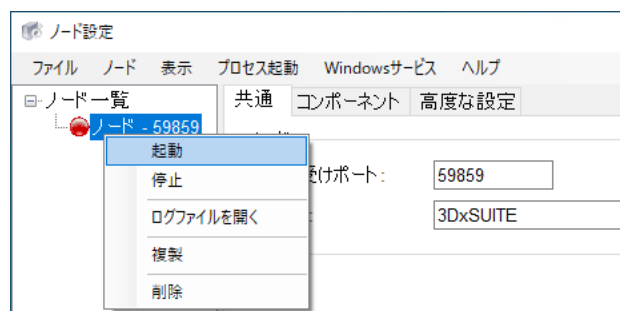 ノード設定
ファイル ノード 表示 プロセス起動 Windowsサービス ヘルプ
ノード一覧
ノード - 59859
共通 コンポーネント 高度な設定
起動
停止
ログファイルを開く
複製
削除
受けポート: 59859
: 3DxSUITE